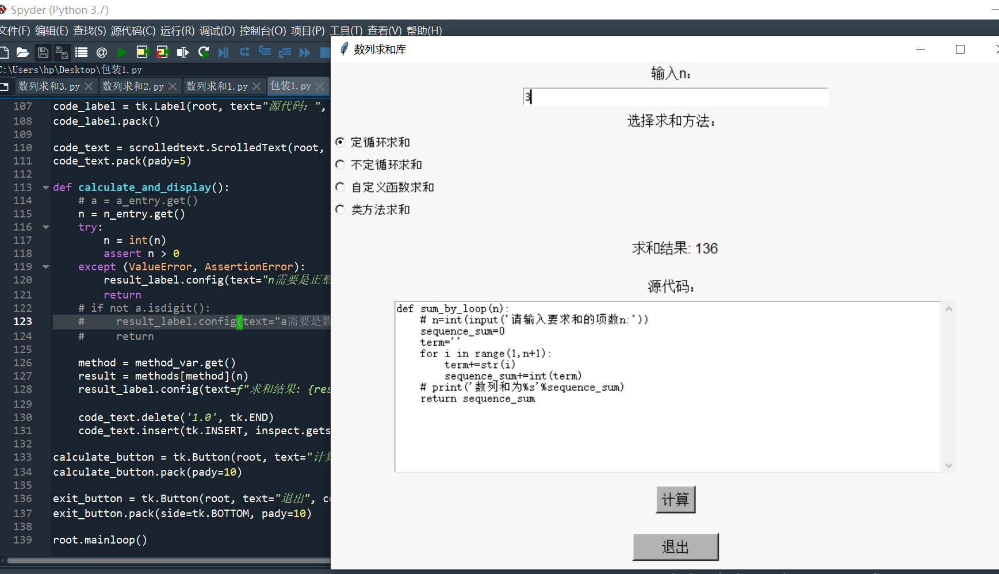 Spyder (Python 3.7)
文件(F) 编辑(E) 查找(S) 源代码(C) 运行(R) 调试(D) 控制台(O) 项目(P) 工具(T) 查看(V) 帮助(H)
C:\Users\hp\Desktop\包装1.py
数列求和3.py 数列求和2.py 数列求和1.py 包装1.py
107 code_label = tk.Label(root, text="源代码：",
108 code_label.pack()
109
110 code_text = scrolledtext.ScrolledText(root,
111 code_text.pack(pady=5)
112
113 def calculate_and_display():
114     # a = a_entry.get()
115     n = n_entry.get()
116     try:
117         n = int(n)
118         assert n > 0
119     except (ValueError, AssertionError):
120         result_label.config(text="n需要是正整
121         return
122     # if not a.isdigit():
123     #     result_label.config(text="a需要是数
124     #     return
125
126     method = method_var.get()
127     result = methods[method](n)
128     result_label.config(text=f"求和结果: {res
129
130     code_text.delete('1.0', tk.END)
131     code_text.insert(tk.INSERT, inspect.gets
132
133 calculate_button = tk.Button(root, text="计算
134 calculate_button.pack(pady=10)
135
136 exit_button = tk.Button(root, text="退出", co
137 exit_button.pack(side=tk.BOTTOM, pady=10)
138
139 root.mainloop()
数列求和库
输入n：
3
选择求和方法：
定循环求和
不定循环求和
自定义函数求和
类方法求和
求和结果: 136
源代码：
def sum_by_loop(n):
    # n=int(input('请输入要求和的项数n:'))
    sequence_sum=0
    term=''
    for i in range(1,n+1):
        term+=str(i)
        sequence_sum+=int(term)
    # print('数列和为%s'%sequence_sum)
    return sequence_sum
计算
退出